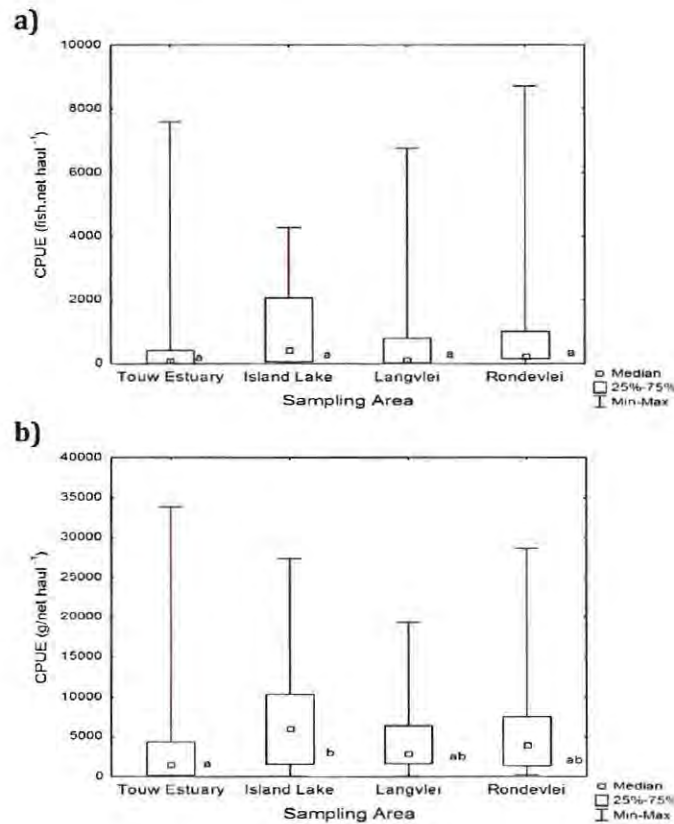 a)
10000
8000
6000
4000
2000
0
CPUE (fish.net haul⁻¹)
a a a a
Touw Estuary Island Lake Langvlei Rondevlei
Sampling Area
Median
25%-75%
Min-Max
b)
40000
35000
30000
25000
20000
15000
10000
5000
0
CPUE (g/net haul⁻¹)
a b ab ab
Touw Estuary Island Lake Langvlei Rondevlei
Sampling Area
Median
25%-75%
Min-Max